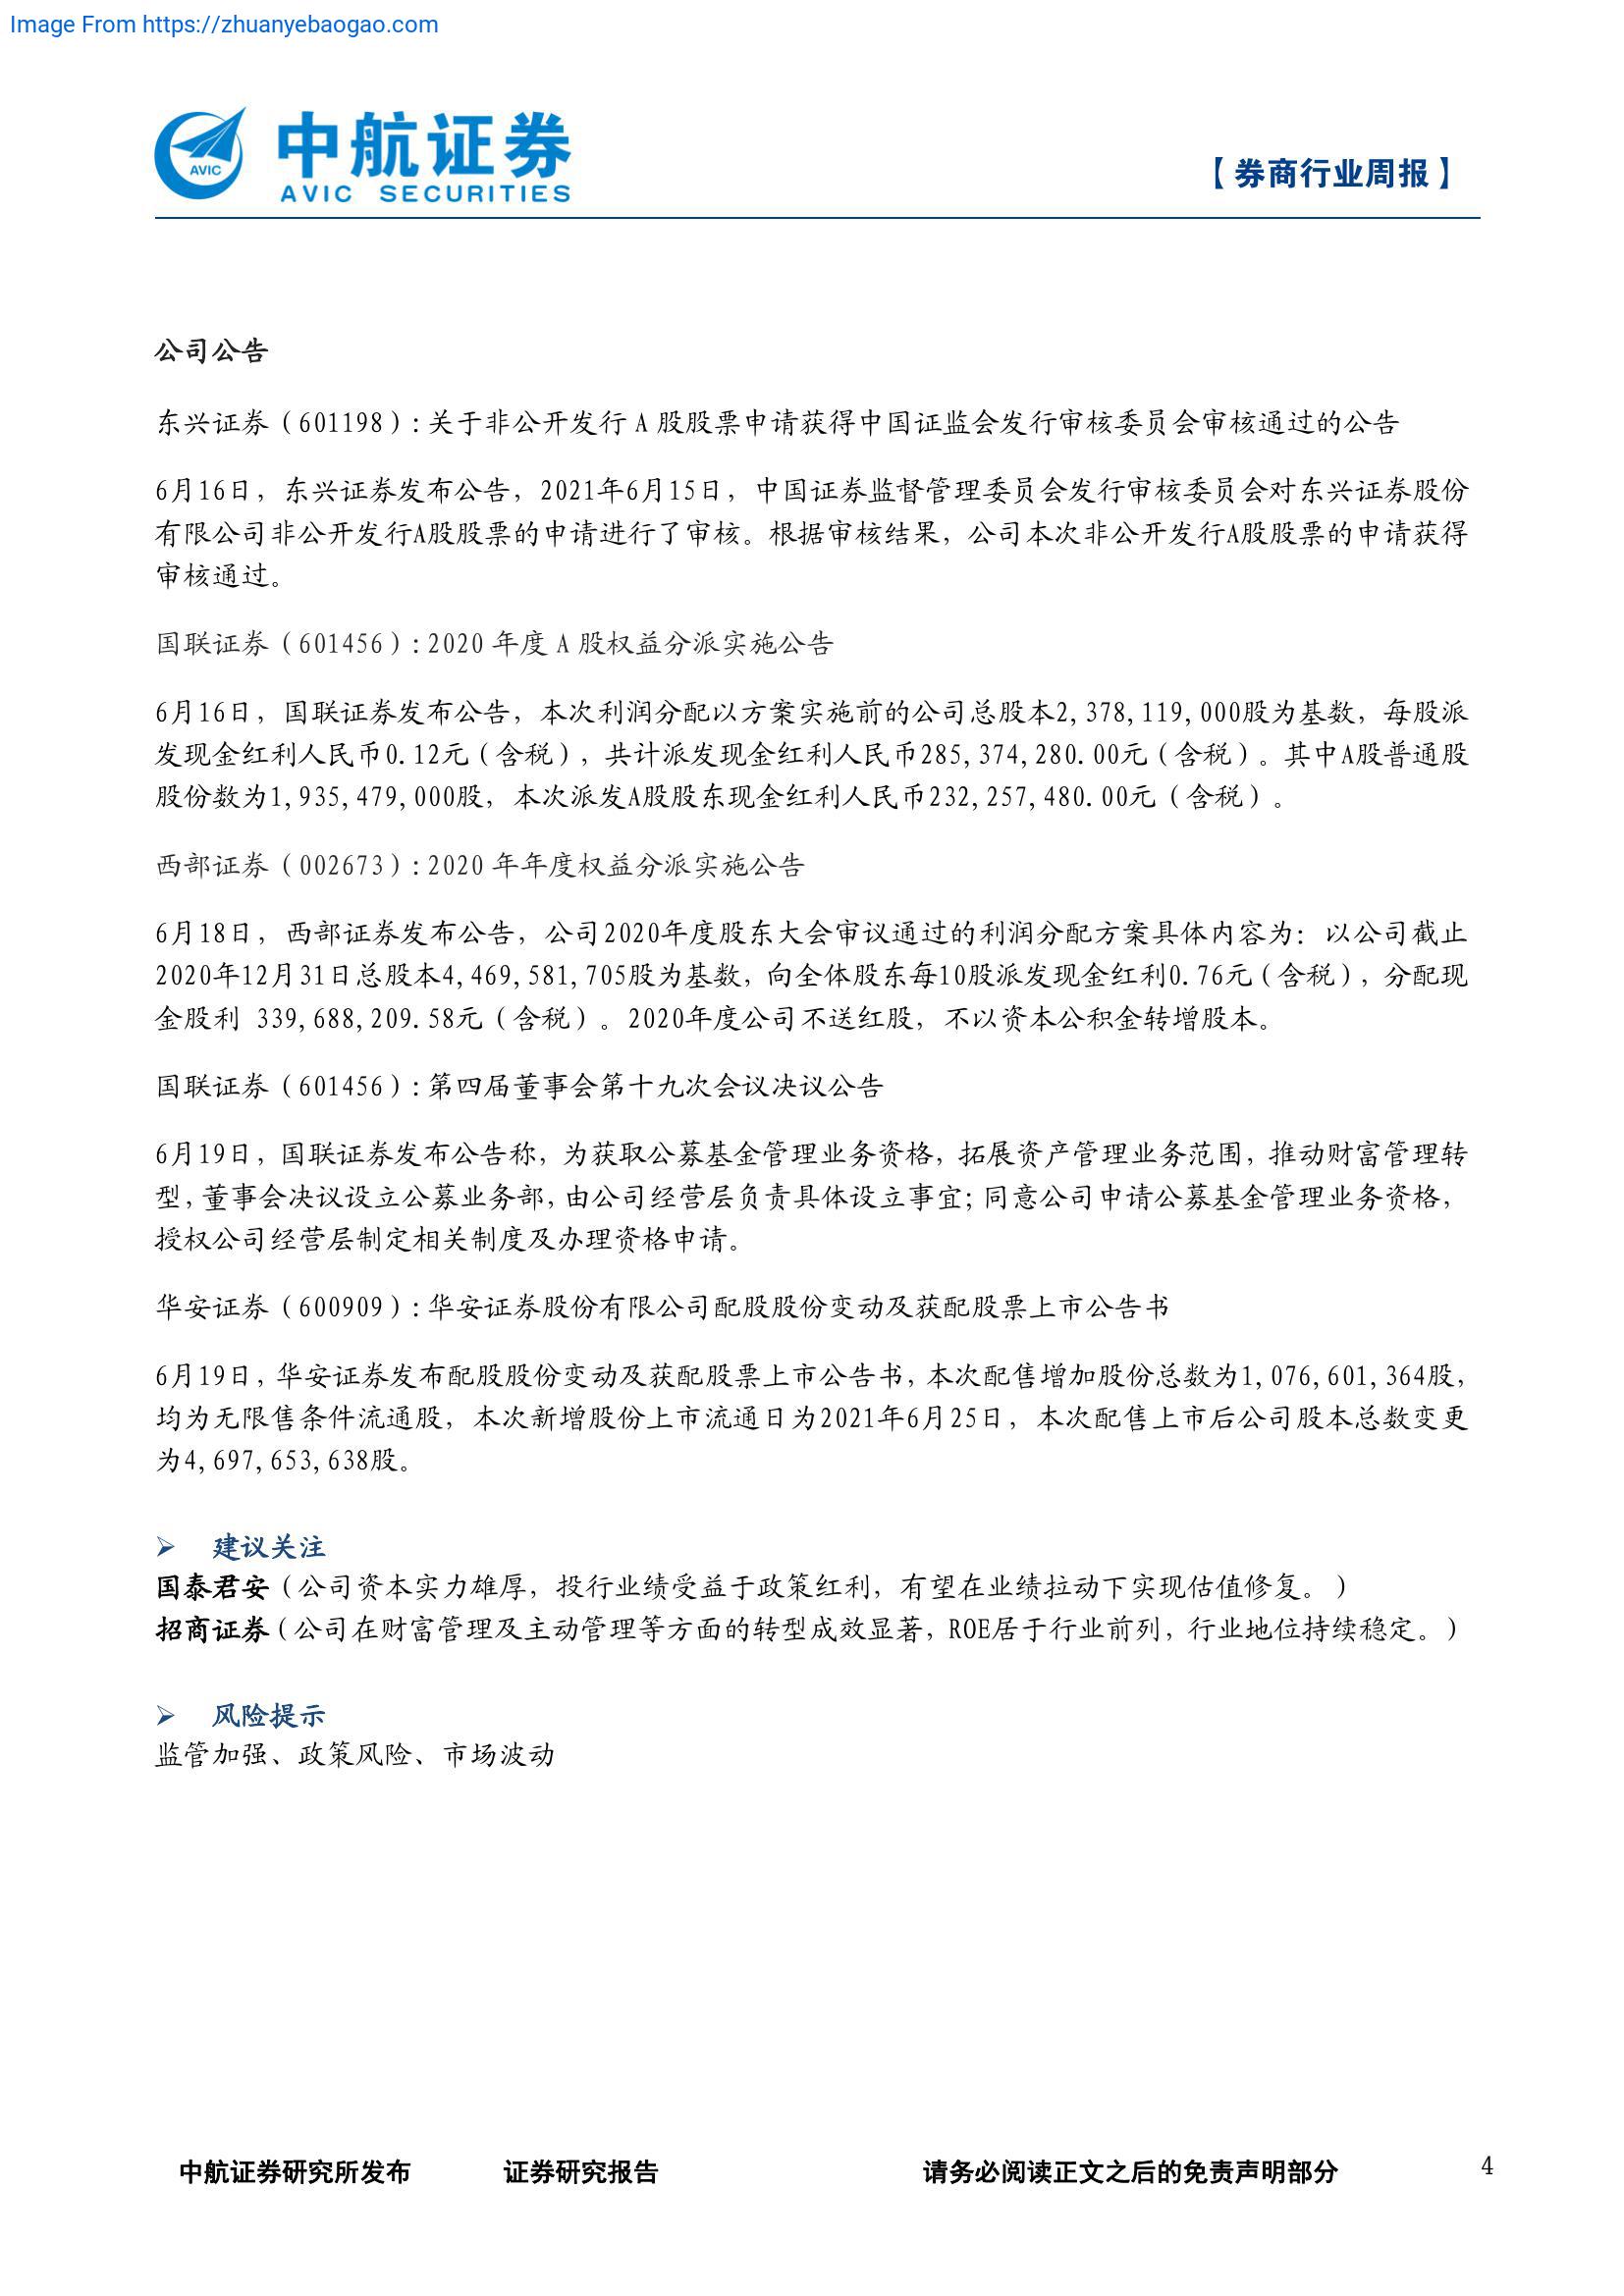 Image From https://zhuanyebaogao.com
AVIC
中航证券
AVIC SECURITIES
【券商行业周报】
公司公告
东兴证券（601198）：关于非公开发行 A 股股票申请获得中国证监会发行审核委员会审核通过的公告
6月16日，东兴证券发布公告，2021年6月15日，中国证券监督管理委员会发行审核委员会对东兴证券股份
有限公司非公开发行A股股票的申请进行了审核。根据审核结果，公司本次非公开发行A股股票的申请获得
审核通过。
国联证券（601456）：2020 年度 A 股权益分派实施公告
6月16日，国联证券发布公告，本次利润分配以方案实施前的公司总股本2,378,119,000股为基数，每股派
发现金红利人民币0.12元（含税），共计派发现金红利人民币285,374,280.00元（含税）。其中A股普通股
股份数为1,935,479,000股，本次派发A股股东现金红利人民币232,257,480.00元（含税）。
西部证券（002673）：2020 年年度权益分派实施公告
6月18日，西部证券发布公告，公司2020年度股东大会审议通过的利润分配方案具体内容为：以公司截止
2020年12月31日总股本4,469,581,705股为基数，向全体股东每10股派发现金红利0.76元（含税），分配现
金股利 339,688,209.58元（含税）。2020年度公司不送红股，不以资本公积金转增股本。
国联证券（601456）：第四届董事会第十九次会议决议公告
6月19日，国联证券发布公告称，为获取公募基金管理业务资格，拓展资产管理业务范围，推动财富管理转
型，董事会决议设立公募业务部，由公司经营层负责具体设立事宜；同意公司申请公募基金管理业务资格，
授权公司经营层制定相关制度及办理资格申请。
华安证券（600909）：华安证券股份有限公司配股股份变动及获配股票上市公告书
6月19日，华安证券发布配股股份变动及获配股票上市公告书，本次配售增加股份总数为1,076,601,364股，
均为无限售条件流通股，本次新增股份上市流通日为2021年6月25日，本次配售上市后公司股本总数变更
为4,697,653,638股。
➢ 建议关注
国泰君安（公司资本实力雄厚，投行业绩受益于政策红利，有望在业绩拉动下实现估值修复。）
招商证券（公司在财富管理及主动管理等方面的转型成效显著，ROE居于行业前列，行业地位持续稳定。）
➢ 风险提示
监管加强、政策风险、市场波动
中航证券研究所发布 证券研究报告 请务必阅读正文之后的免责声明部分 4